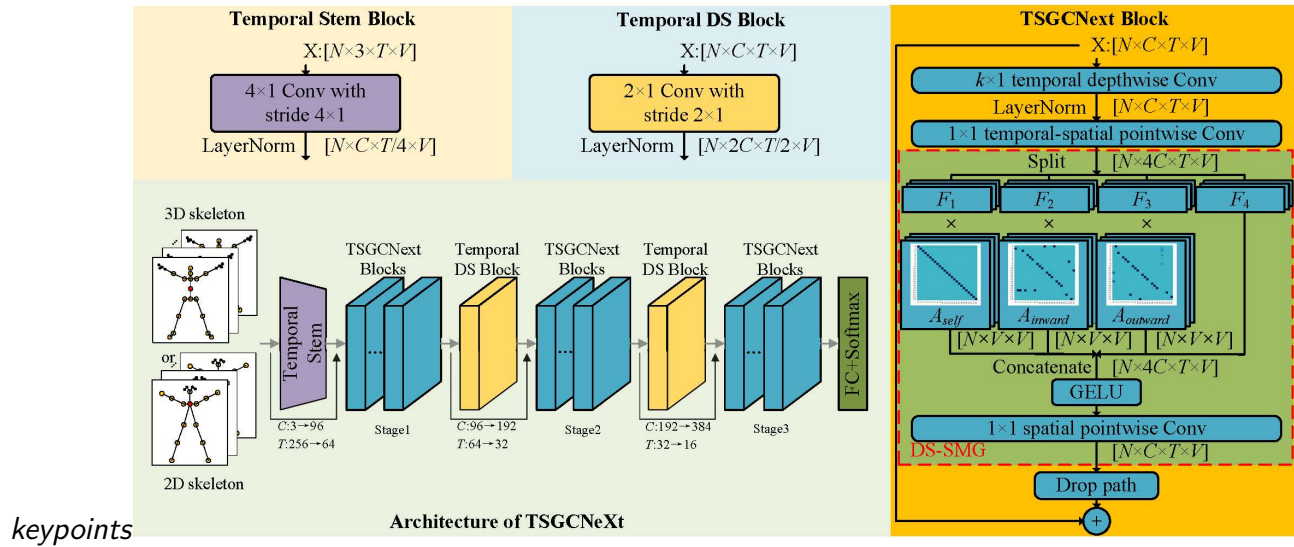 Temporal Stem Block
X:[N×3×T×V]
4×1 Conv with
stride 4×1
LayerNorm
[N×C×T/4×V]
Temporal DS Block
X:[N×C×T×V]
2×1 Conv with
stride 2×1
LayerNorm
[N×2C×T/2×V]
TSGCNext Block
X:[N×C×T×V]
k×1 temporal depthwise Conv
LayerNorm
[N×C×T×V]
1×1 temporal-spatial pointwise Conv
Split
[N×4C×T×V]
F1
F2
F3
F4
×
×
×
Aself
Ainward
Aoutward
[N×V×V]
[N×V×V]
[N×V×V]
Concatenate
[N×4C×T×V]
GELU
1×1 spatial pointwise Conv
DS-SMG
[N×C×T×V]
Drop path
+
3D skeleton
or
2D skeleton
Temporal
Stem
C:3→96
T:256→64
TSGCNext
Blocks
...
Stage1
Temporal
DS Block
C:96→192
T:64→32
TSGCNext
Blocks
...
Stage2
Temporal
DS Block
C:192→384
T:32→16
TSGCNext
Blocks
...
Stage3
FC+Softmax
Architecture of TSGCNeXt
keypoints